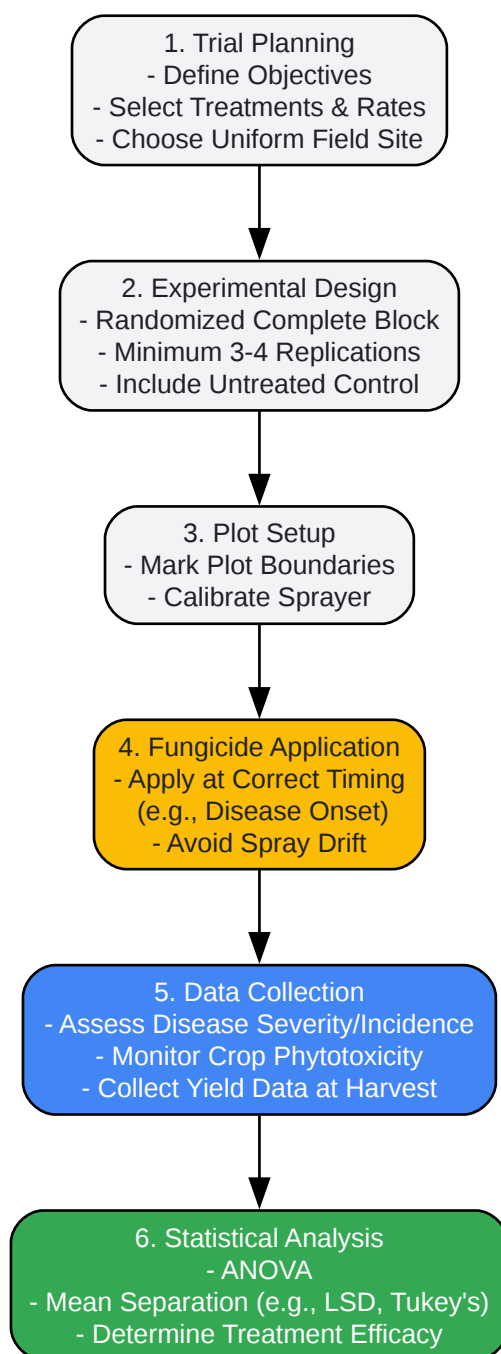 1. Trial Planning
- Define Objectives
- Select Treatments & Rates
- Choose Uniform Field Site
2. Experimental Design
- Randomized Complete Block
- Minimum 3-4 Replications
- Include Untreated Control
3. Plot Setup
- Mark Plot Boundaries
- Calibrate Sprayer
4. Fungicide Application
- Apply at Correct Timing
(e.g., Disease Onset)
- Avoid Spray Drift
5. Data Collection
- Assess Disease Severity/Incidence
- Monitor Crop Phytotoxicity
- Collect Yield Data at Harvest
6. Statistical Analysis
- ANOVA
- Mean Separation (e.g., LSD, Tukey's)
- Determine Treatment Efficacy